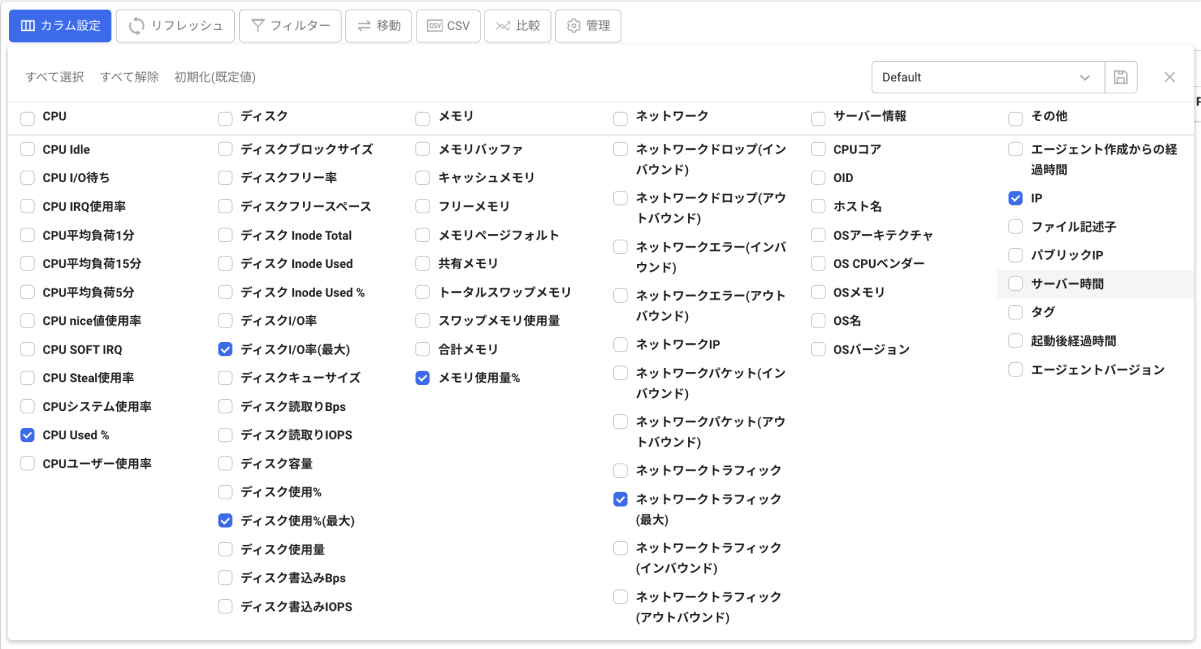 カラム設定
リフレッシュ
フィルター
移動
CSV CSV
比較
管理
すべて選択 すべて解除 初期化(既定値)
Default
CPU
CPU Idle
CPU I/O待ち
CPU IRQ使用率
CPU平均負荷1分
CPU平均負荷15分
CPU平均負荷5分
CPU nice値使用率
CPU SOFT IRQ
CPU Steal使用率
CPUシステム使用率
CPU Used %
CPUユーザー使用率
ディスク
ディスクブロックサイズ
ディスクフリー率
ディスクフリースペース
ディスク Inode Total
ディスク Inode Used
ディスク Inode Used %
ディスクI/O率
ディスクI/O率(最大)
ディスクキューサイズ
ディスク読取りBps
ディスク読取りIOPS
ディスク容量
ディスク使用%
ディスク使用%(最大)
ディスク使用量
ディスク書込みBps
ディスク書込みIOPS
メモリ
メモリバッファ
キャッシュメモリ
フリーメモリ
メモリページフォルト
共有メモリ
トータルスワップメモリ
スワップメモリ使用量
合計メモリ
メモリ使用量%
ネットワーク
ネットワークドロップ(イン
バウンド)
ネットワークドロップ(アウ
トバウンド)
ネットワークエラー(インバ
ウンド)
ネットワークエラー(アウト
バウンド)
ネットワークIP
ネットワークパケット(イン
バウンド)
ネットワークパケット(アウ
トバウンド)
ネットワークトラフィック
ネットワークトラフィック
(最大)
ネットワークトラフィック
(インバウンド)
ネットワークトラフィック
(アウトバウンド)
サーバー情報
CPUコア
OID
ホスト名
OSアーキテクチャ
OS CPUベンダー
OSメモリ
OS名
OSバージョン
その他
エージェント作成からの経
過時間
IP
ファイル記述子
パブリックIP
サーバー時間
タグ
起動後経過時間
エージェントバージョン